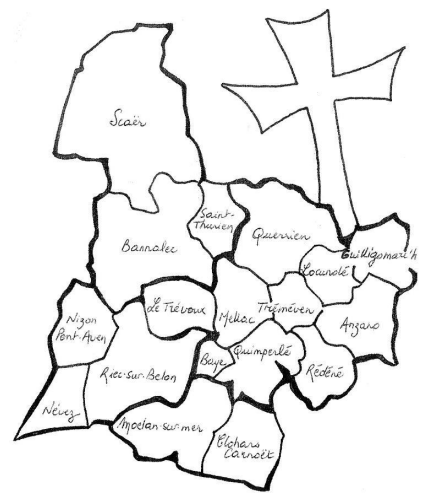 Scaër
Saint-
Thurien
Bannalec
Querrien
Guilligomarc'h
Locunolé
Nizon
Pont-Aven
Le Trévoux
Mellac
Tréméven
Arzano
Riec-sur-Belon
Baye
Quimperlé
Rédéné
Névez
Moëlan-sur-mer
Clohars
Carnoët